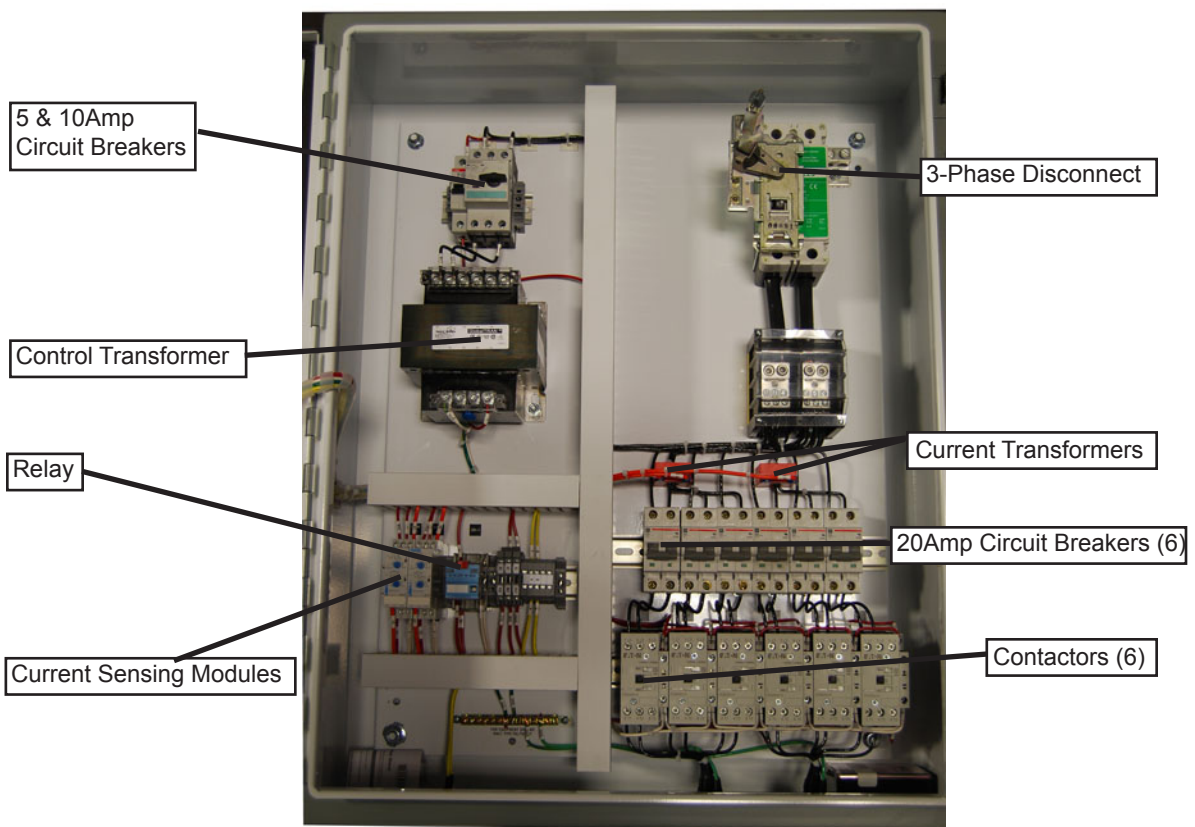 5 & 10Amp
Circuit Breakers
3-Phase Disconnect
Control Transformer
Current Transformers
Relay
20Amp Circuit Breakers (6)
Contactors (6)
Current Sensing Modules